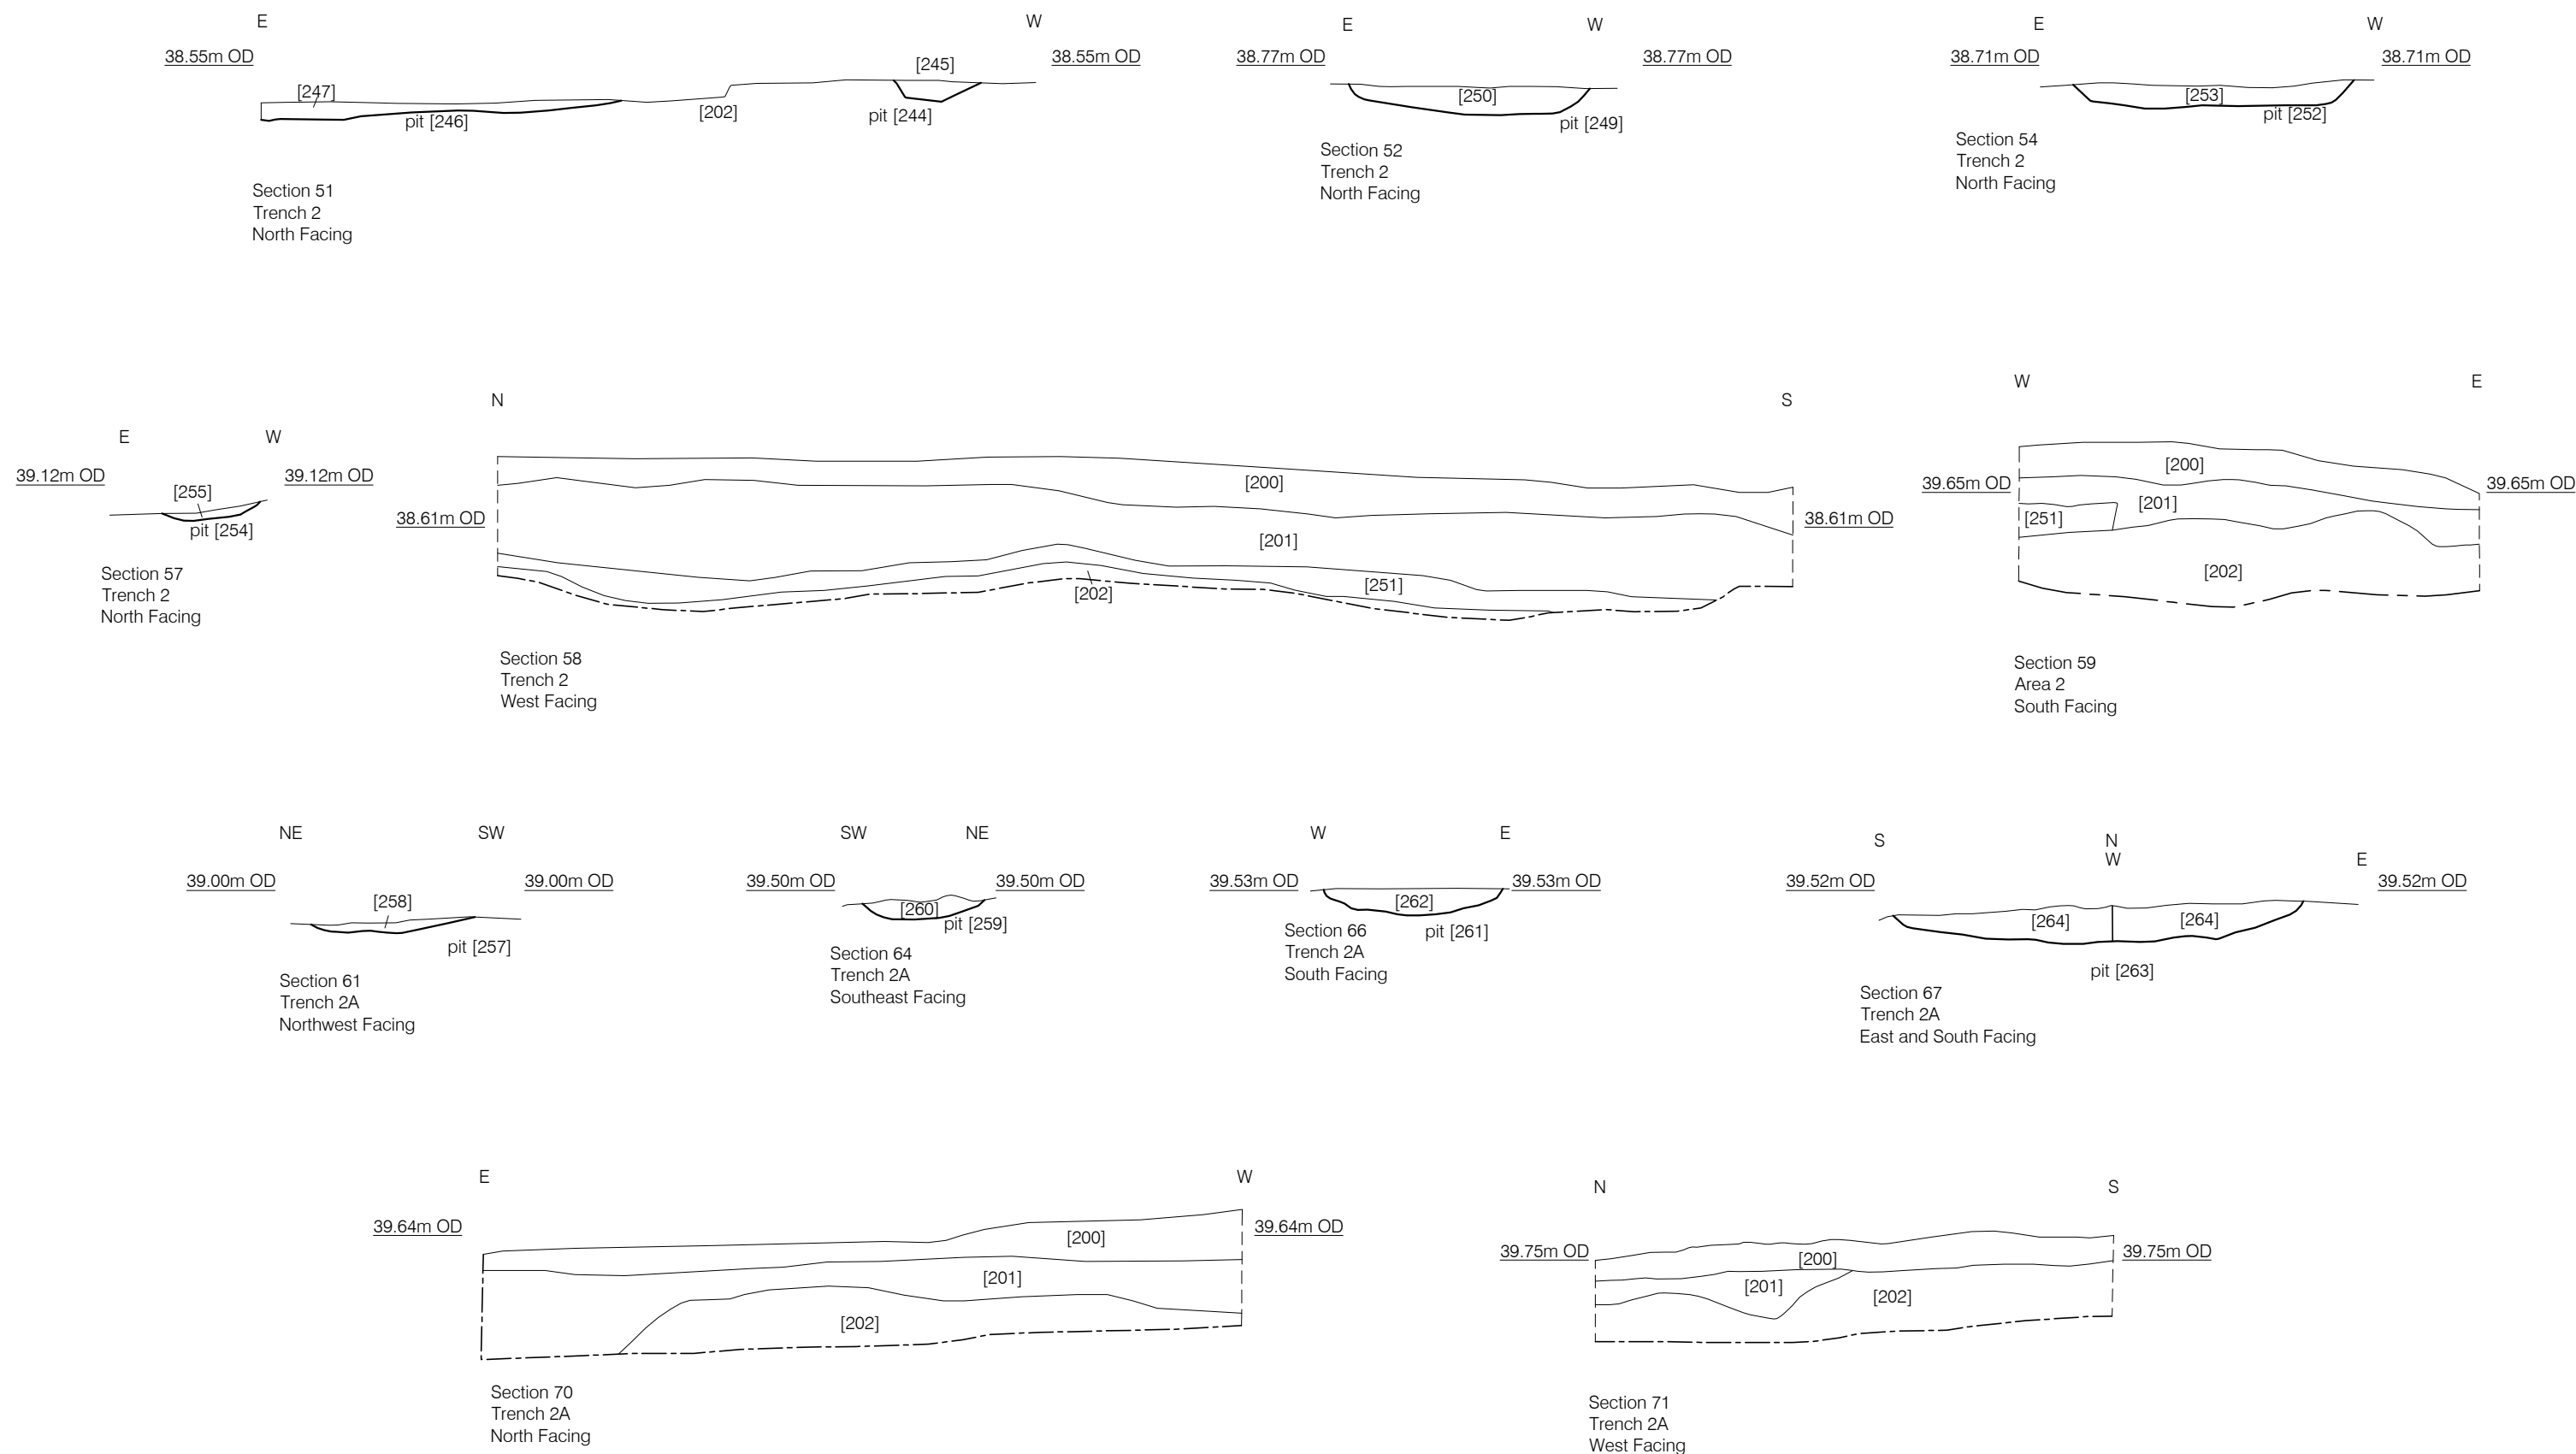 E
W
38.55m OD
38.55m OD
[245]
[247]
pit [246]
[202]
pit [244]
Section 51
Trench 2
North Facing
E
W
38.77m OD
38.77m OD
[250]
pit [249]
Section 52
Trench 2
North Facing
E
W
38.71m OD
38.71m OD
[253]
pit [252]
Section 54
Trench 2
North Facing
E
W
39.12m OD
39.12m OD
[255]
pit [254]
Section 57
Trench 2
North Facing
N
S
38.61m OD
38.61m OD
[200]
[201]
[251]
[202]
Section 58
Trench 2
West Facing
W
E
39.65m OD
39.65m OD
[200]
[201]
[251]
[202]
Section 59
Area 2
South Facing
NE
SW
39.00m OD
39.00m OD
[258]
pit [257]
Section 61
Trench 2A
Northwest Facing
SW
NE
39.50m OD
39.50m OD
[260]
pit [259]
Section 64
Trench 2A
Southeast Facing
W
E
39.53m OD
39.53m OD
[262]
pit [261]
Section 66
Trench 2A
South Facing
S
N
W
E
39.52m OD
39.52m OD
[264]
[264]
pit [263]
Section 67
Trench 2A
East and South Facing
E
W
39.64m OD
39.64m OD
[200]
[201]
[202]
Section 70
Trench 2A
North Facing
N
S
39.75m OD
39.75m OD
[200]
[201]
[202]
Section 71
Trench 2A
West Facing